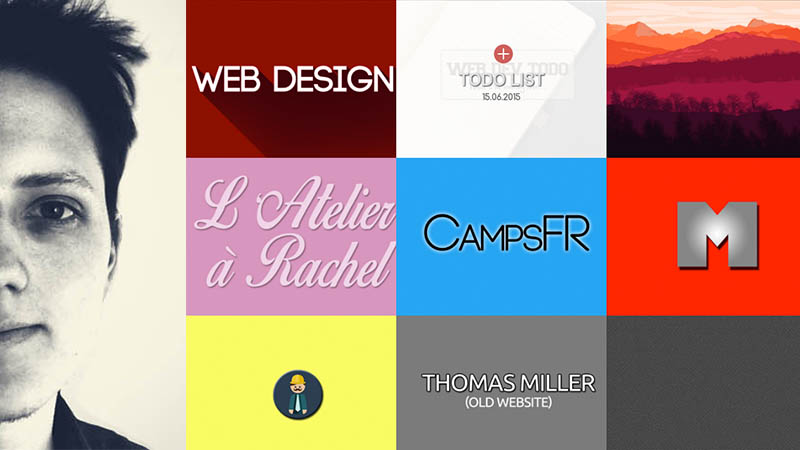 WEB DESIGN
WEB DEV TODO
TODO LIST
15.06.2015
L'Atelier
à Rachel
CAMPSFR
M
THOMAS MILLER
(OLD WEBSITE)